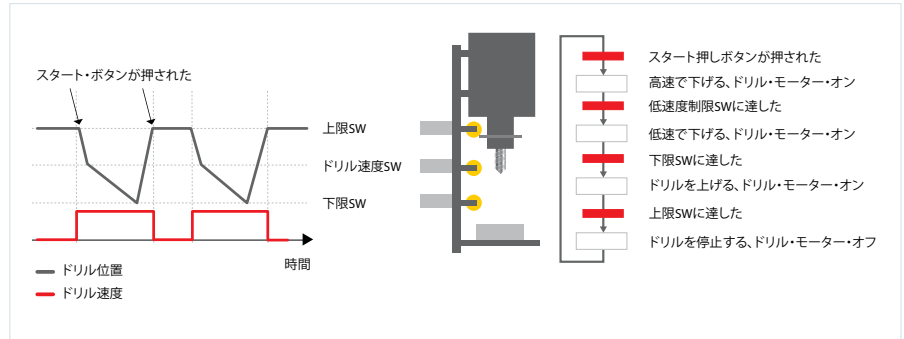 スタート・ボタンが押された
上限SW
ドリル速度SW
下限SW
時間
ドリル位置
ドリル速度
スタート押しボタンが押された
高速で下げる、ドリル・モーター・オン
低速度制限SWに達した
低速で下げる、ドリル・モーター・オン
下限SWに達した
ドリルを上げる、ドリル・モーター・オン
上限SWに達した
ドリルを停止する、ドリル・モーター・オフ